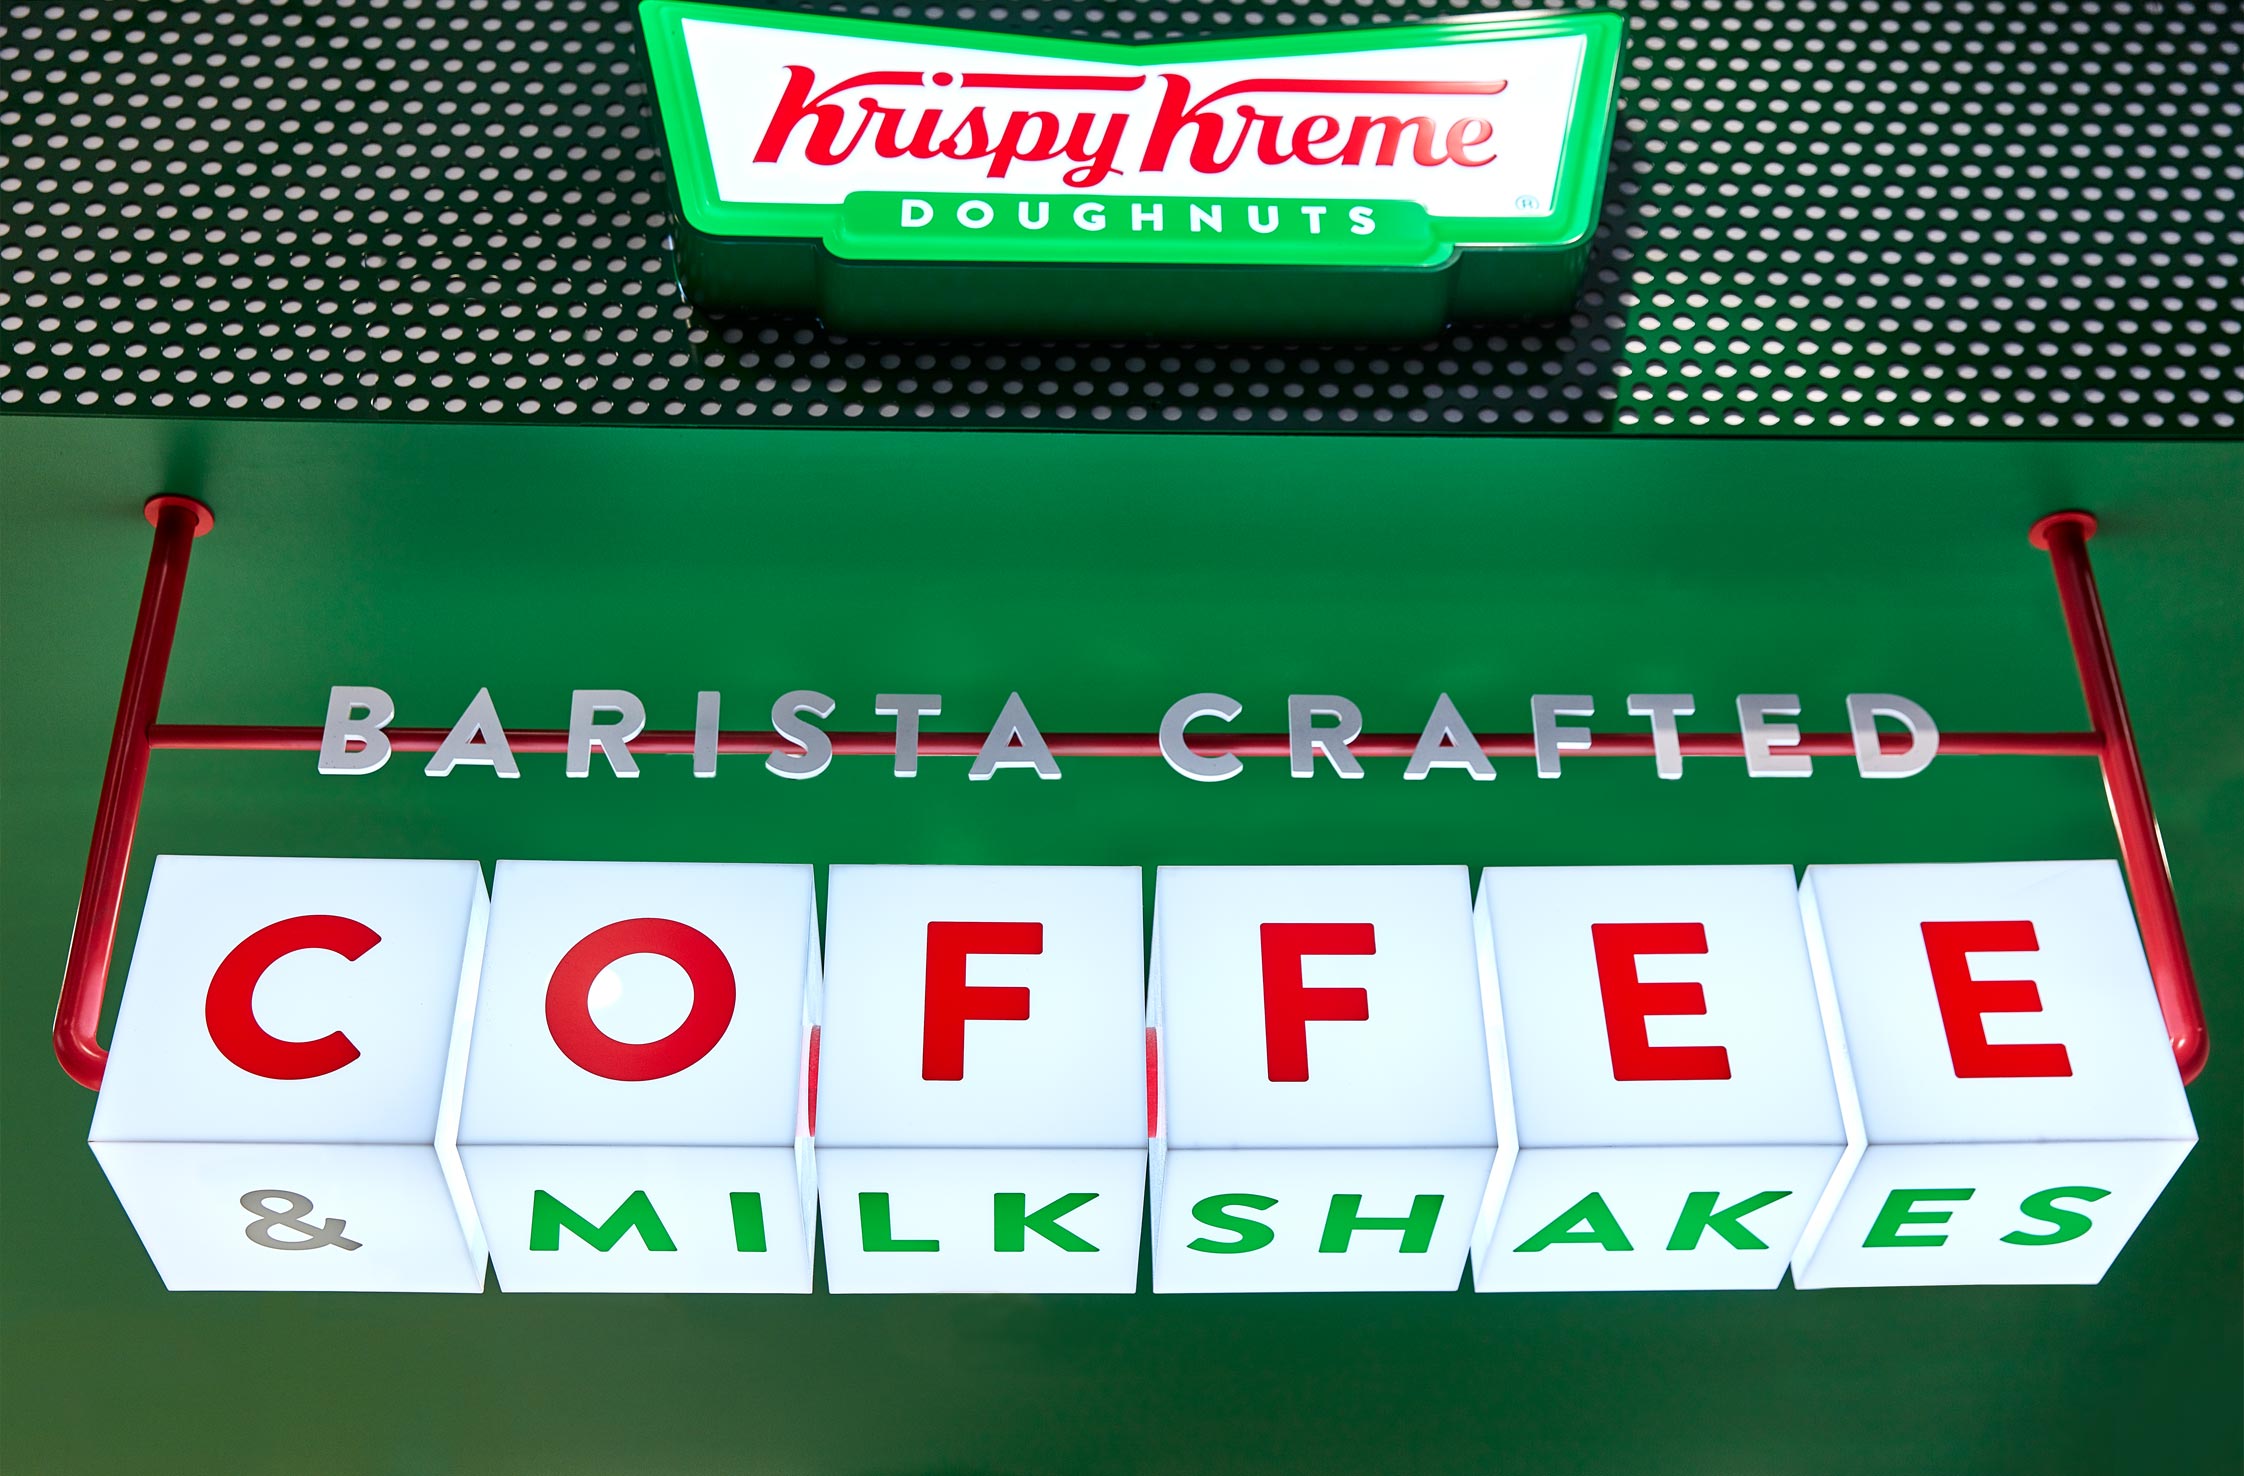 Krispy Kreme
DOUGHNUTS
®
BARISTA CRAFTED
COFFEE
& MILKSHAKES